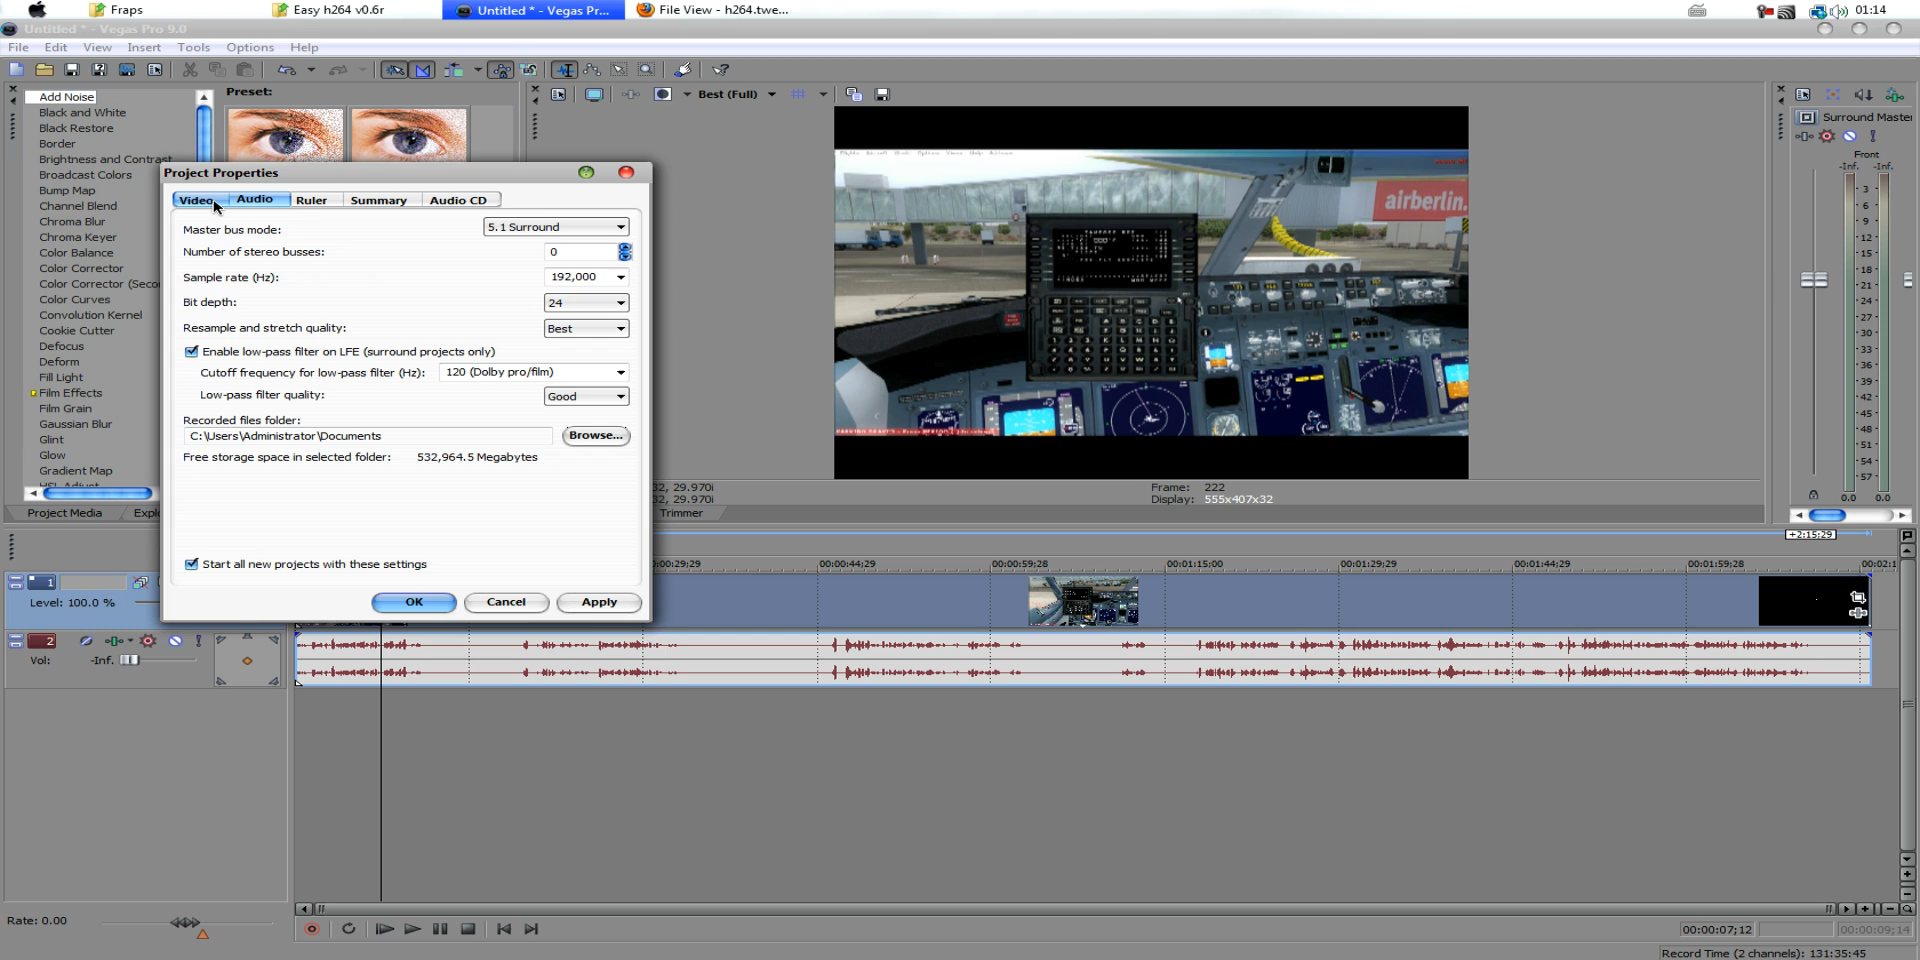 Fraps
Easy h264 v0.6r
Untitled * - Vegas Pr...
File View - h264.twe...
01:14
Untitled * - Vegas Pro 9.0
File Edit View Insert Tools Options Help
Add Noise
Black and White
Black Restore
Border
Brightness and Contrast
Broadcast Colors
Bump Map
Channel Blend
Chroma Blur
Chroma Keyer
Color Balance
Color Corrector
Color Corrector (Seco
Color Curves
Convolution Kernel
Cookie Cutter
Defocus
Deform
Fill Light
Film Effects
Film Grain
Gaussian Blur
Glint
Glow
Gradient Map
HSL Adjust
Project Media
Explo
Preset:
Project Properties
Video Audio Ruler Summary Audio CD
Master bus mode: 5.1 Surround
Number of stereo busses: 0
Sample rate (Hz): 192,000
Bit depth: 24
Resample and stretch quality: Best
Enable low-pass filter on LFE (surround projects only)
Cutoff frequency for low-pass filter (Hz): 120 (Dolby pro/film)
Low-pass filter quality: Good
Recorded files folder:
C:\Users\Administrator\Documents
Browse...
Free storage space in selected folder: 532,964.5 Megabytes
Start all new projects with these settings
OK Cancel Apply
Best (Full)
airberlin.
32, 29.970i
32, 29.970i
Frame: 222
Display: 555x407x32
Trimmer
Surround Master
Front
-Inf. -Inf.
3
6
9
12
15
18
21
24
27
30
33
36
39
42
45
48
51
54
57
0.0 0.0
+2:15:29
00:00:29;29
00:00:44;29
00:00:59;28
00:01:15;00
00:01:29;29
00:01:44;29
00:01:59;28
00:02:1
1
Level: 100.0 %
2
Vol: -Inf.
Rate: 0.00
00:00:07;12
00:00:09;14
Record Time (2 channels): 131:35:45